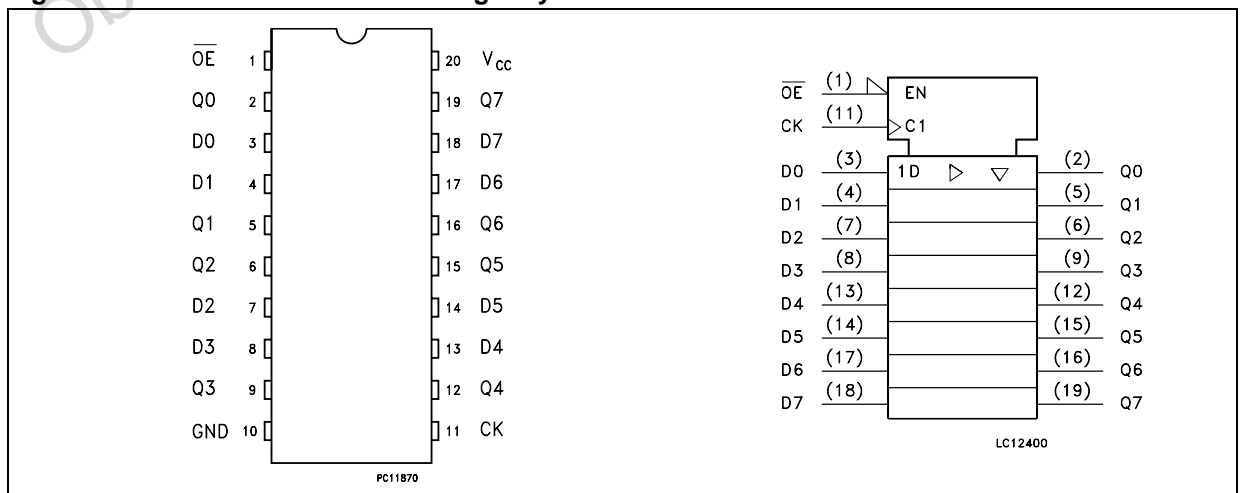 OE 1
Q0 2
D0 3
D1 4
Q1 5
Q2 6
D2 7
D3 8
Q3 9
GND 10
20 VCC
19 Q7
18 D7
17 D6
16 Q6
15 Q5
14 D5
13 D4
12 Q4
11 CK
PC11870
OE (1) EN
CK (11) C1
D0 (3) 1D (2) Q0
D1 (4) (5) Q1
D2 (7) (6) Q2
D3 (8) (9) Q3
D4 (13) (12) Q4
D5 (14) (15) Q5
D6 (17) (16) Q6
D7 (18) (19) Q7
LC12400